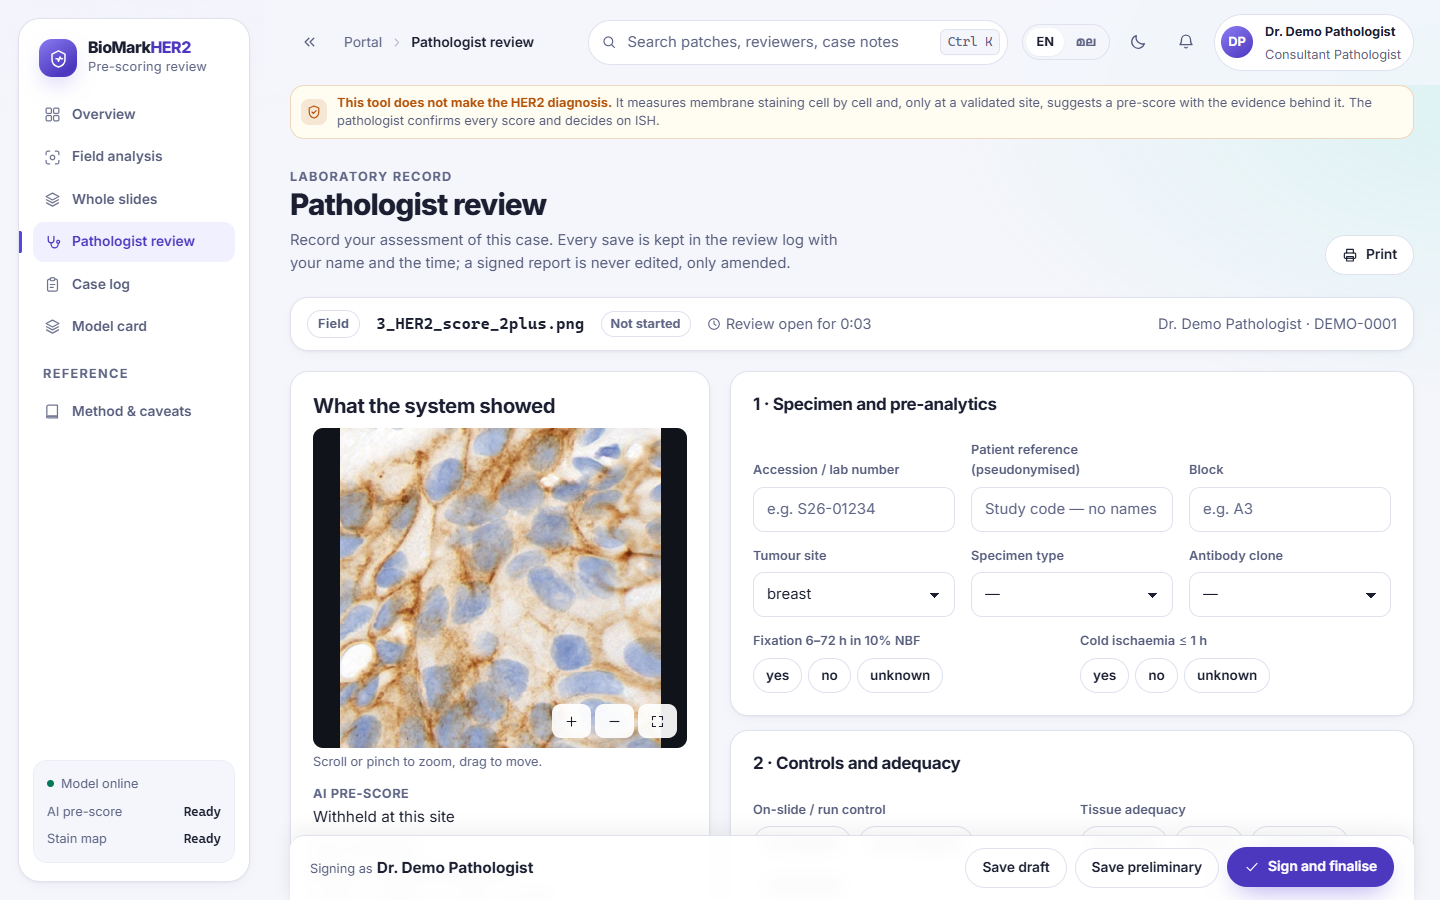 BioMarkHER2
Pre-scoring review
Overview
Field analysis
Whole slides
Pathologist review
Case log
Model card
REFERENCE
Method & caveats
Model online
AI pre-score Ready
Stain map Ready
Portal Pathologist review
Search patches, reviewers, case notes Ctrl K
EN മല
DP
Dr. Demo Pathologist
Consultant Pathologist
This tool does not make the HER2 diagnosis. It measures membrane staining cell by cell and, only at a validated site, suggests a pre-score with the evidence behind it. The
pathologist confirms every score and decides on ISH.
LABORATORY RECORD
Pathologist review
Record your assessment of this case. Every save is kept in the review log with
your name and the time; a signed report is never edited, only amended.
Print
Field 3_HER2_score_2plus.png Not started Review open for 0:03 Dr. Demo Pathologist · DEMO-0001
What the system showed
Scroll or pinch to zoom, drag to move.
AI PRE-SCORE
Withheld at this site
1 · Specimen and pre-analytics
Accession / lab number
Patient reference
(pseudonymised)
Block
e.g. S26-01234
Study code — no names
e.g. A3
Tumour site
Specimen type
Antibody clone
breast
—
—
Fixation 6–72 h in 10% NBF
Cold ischaemia ≤ 1 h
yes no unknown
yes no unknown
2 · Controls and adequacy
On-slide / run control
Tissue adequacy
Signing as Dr. Demo Pathologist
Save draft
Save preliminary
Sign and finalise